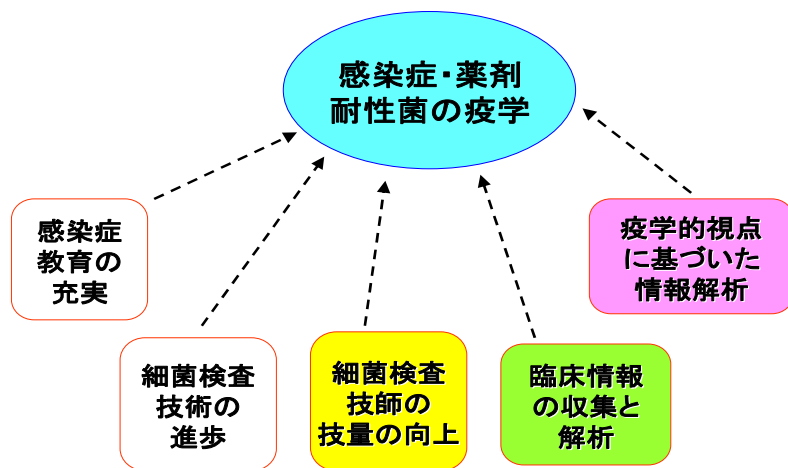 感染症・薬剤
耐性菌の疫学
感染症
教育の
充実
細菌検査
技術の
進歩
細菌検査
技師の
技量の向上
臨床情報
の収集と
解析
疫学的視点
に基づいた
情報解析